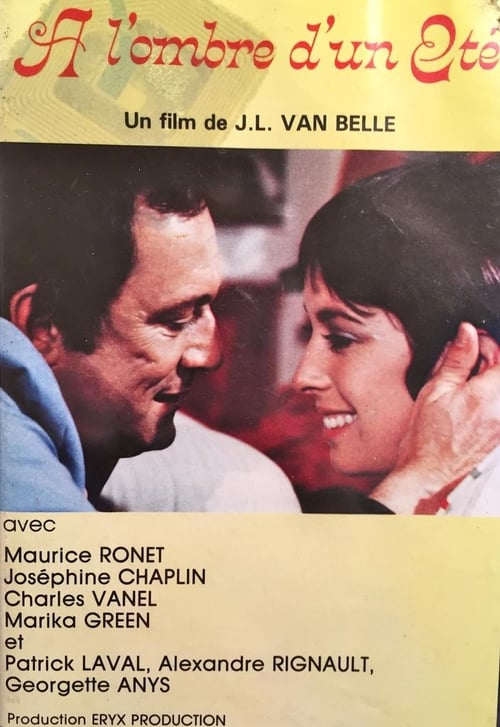 A l'ombre d'un Eté
Un film de J.L. VAN BELLE
avec
Maurice RONET
Joséphine CHAPLIN
Charles VANEL
Marika GREEN
et
Patrick LAVAL, Alexandre RIGNAULT,
Georgette ANYS
Production ERYX PRODUCTION